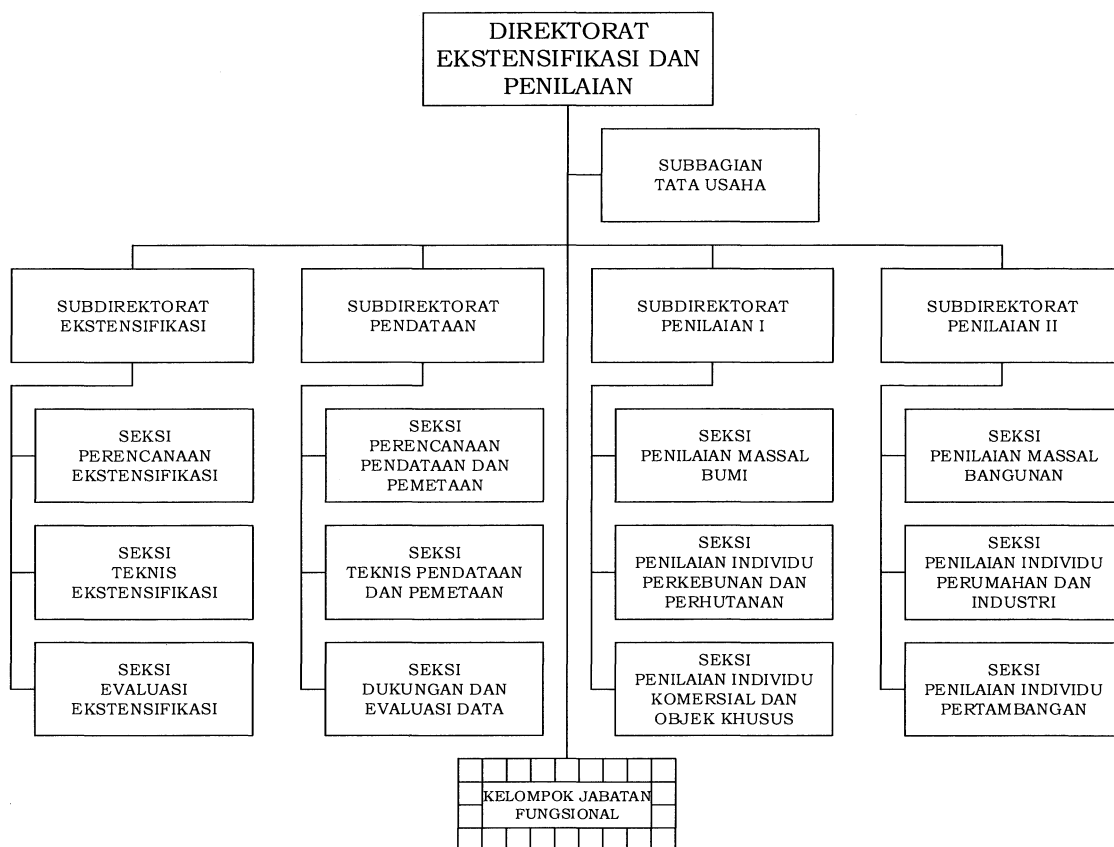 DIREKTORAT
EKSTENSIFIKASI DAN
PENILAIAN
SUBBAGIAN
TATA USAHA
SUBDIREKTORAT
EKSTENSIFIKASI
SUBDIREKTORAT
PENDATAAN
SUBDIREKTORAT
PENILAIAN I
SUBDIREKTORAT
PENILAIAN II
SEKSI
PERENCANAAN
EKSTENSIFIKASI
SEKSI
PERENCANAAN
PENDATAAN DAN
PEMETAAN
SEKSI
PENILAIAN MASSAL
BUMI
SEKSI
PENILAIAN MASSAL
BANGUNAN
SEKSI
TEKNIS
EKSTENSIFIKASI
SEKSI
TEKNIS PENDATAAN
DAN PEMETAAN
SEKSI
PENILAIAN INDIVIDU
PERKEBUNAN DAN
PERHUTANAN
SEKSI
PENILAIAN INDIVIDU
PERUMAHAN DAN
INDUSTRI
SEKSI
EVALUASI
EKSTENSIFIKASI
SEKSI
DUKUNGAN DAN
EVALUASI DATA
SEKSI
PENILAIAN INDIVIDU
KOMERSIAL DAN
OBJEK KHUSUS
SEKSI
PENILAIAN INDIVIDU
PERTAMBANGAN
KELOMPOK JABATAN
FUNGSIONAL